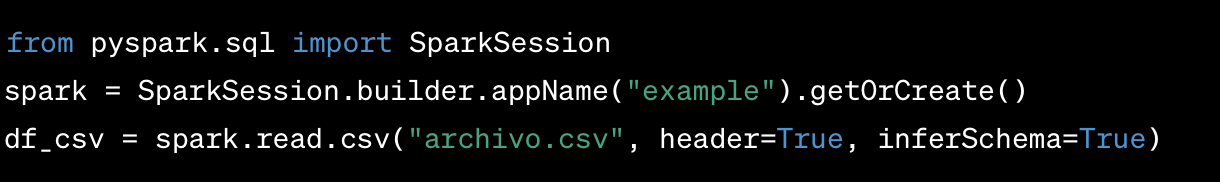 from pyspark.sql import SparkSession
spark = SparkSession.builder.appName("example").getOrCreate()
df_csv = spark.read.csv("archivo.csv", header=True, inferSchema=True)